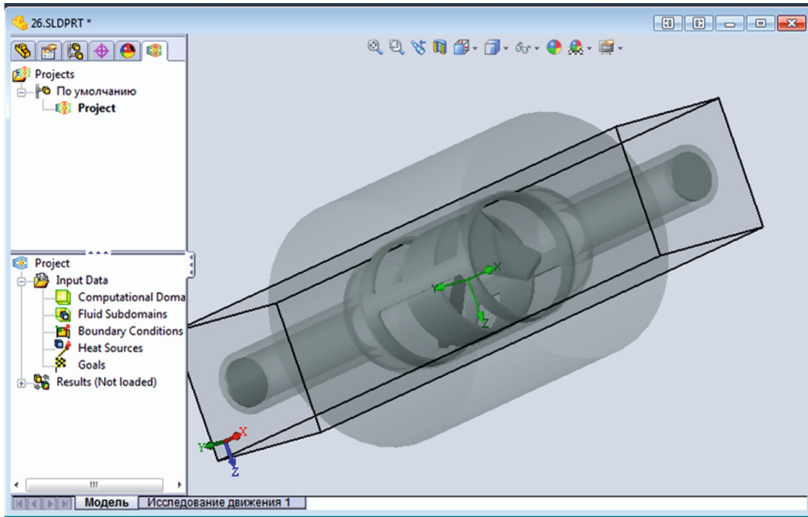 26.SLDPRT *
Projects
По умолчанию
Project
Project
Input Data
Computational Doma
Fluid Subdomains
Boundary Conditions
Heat Sources
Goals
Results (Not loaded)
X
Y
Z
X
Y
Z
Модель
Исследование движения 1